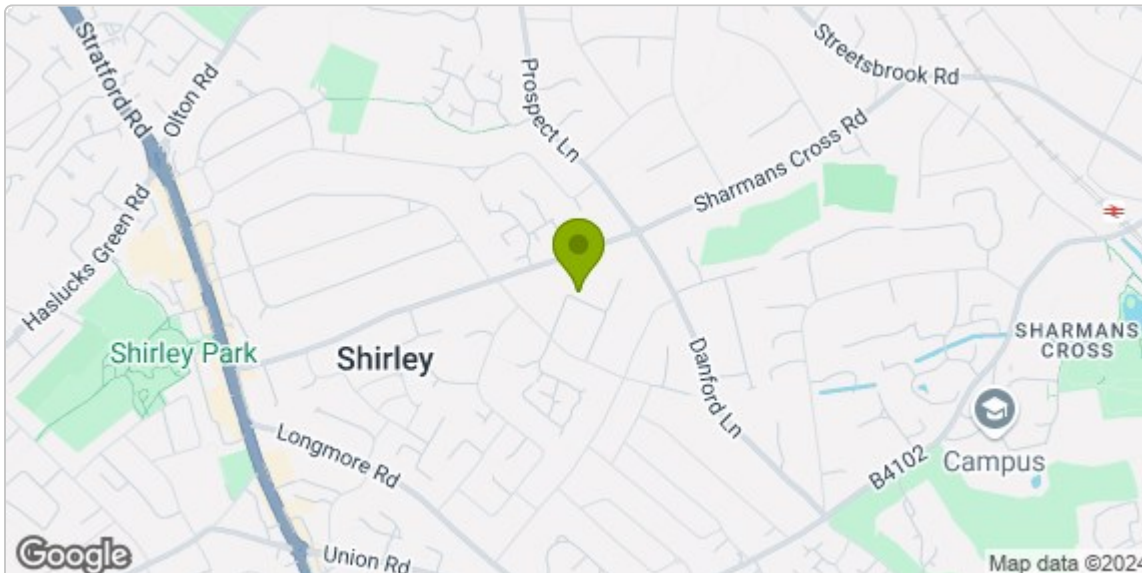 Stratford Rd
Olton Rd
Prospect Ln
Streetsbrook Rd
Sharmans Cross Rd
Haslucks Green Rd
Shirley Park
Shirley
SHARMANS
CROSS
Danford Ln
Longmore Rd
B4102
Campus
Union Rd
Google
Map data ©2024